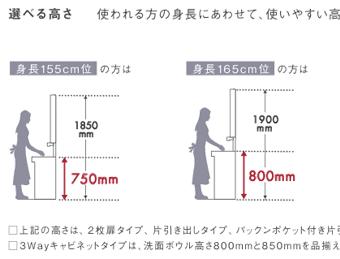 選べる高さ 使われる方の身長にあわせて、使いやすい高
身長155cm位 の方は 身長165cm位 の方は
1850mm
750mm
1900mm
800mm
□上記の高さは、2枚扉タイプ、片引き出しタイプ、バックンポケット付き片引
□3Wayキャビネットタイプは、洗面ボウル高さ800mmと850mmを品揃え